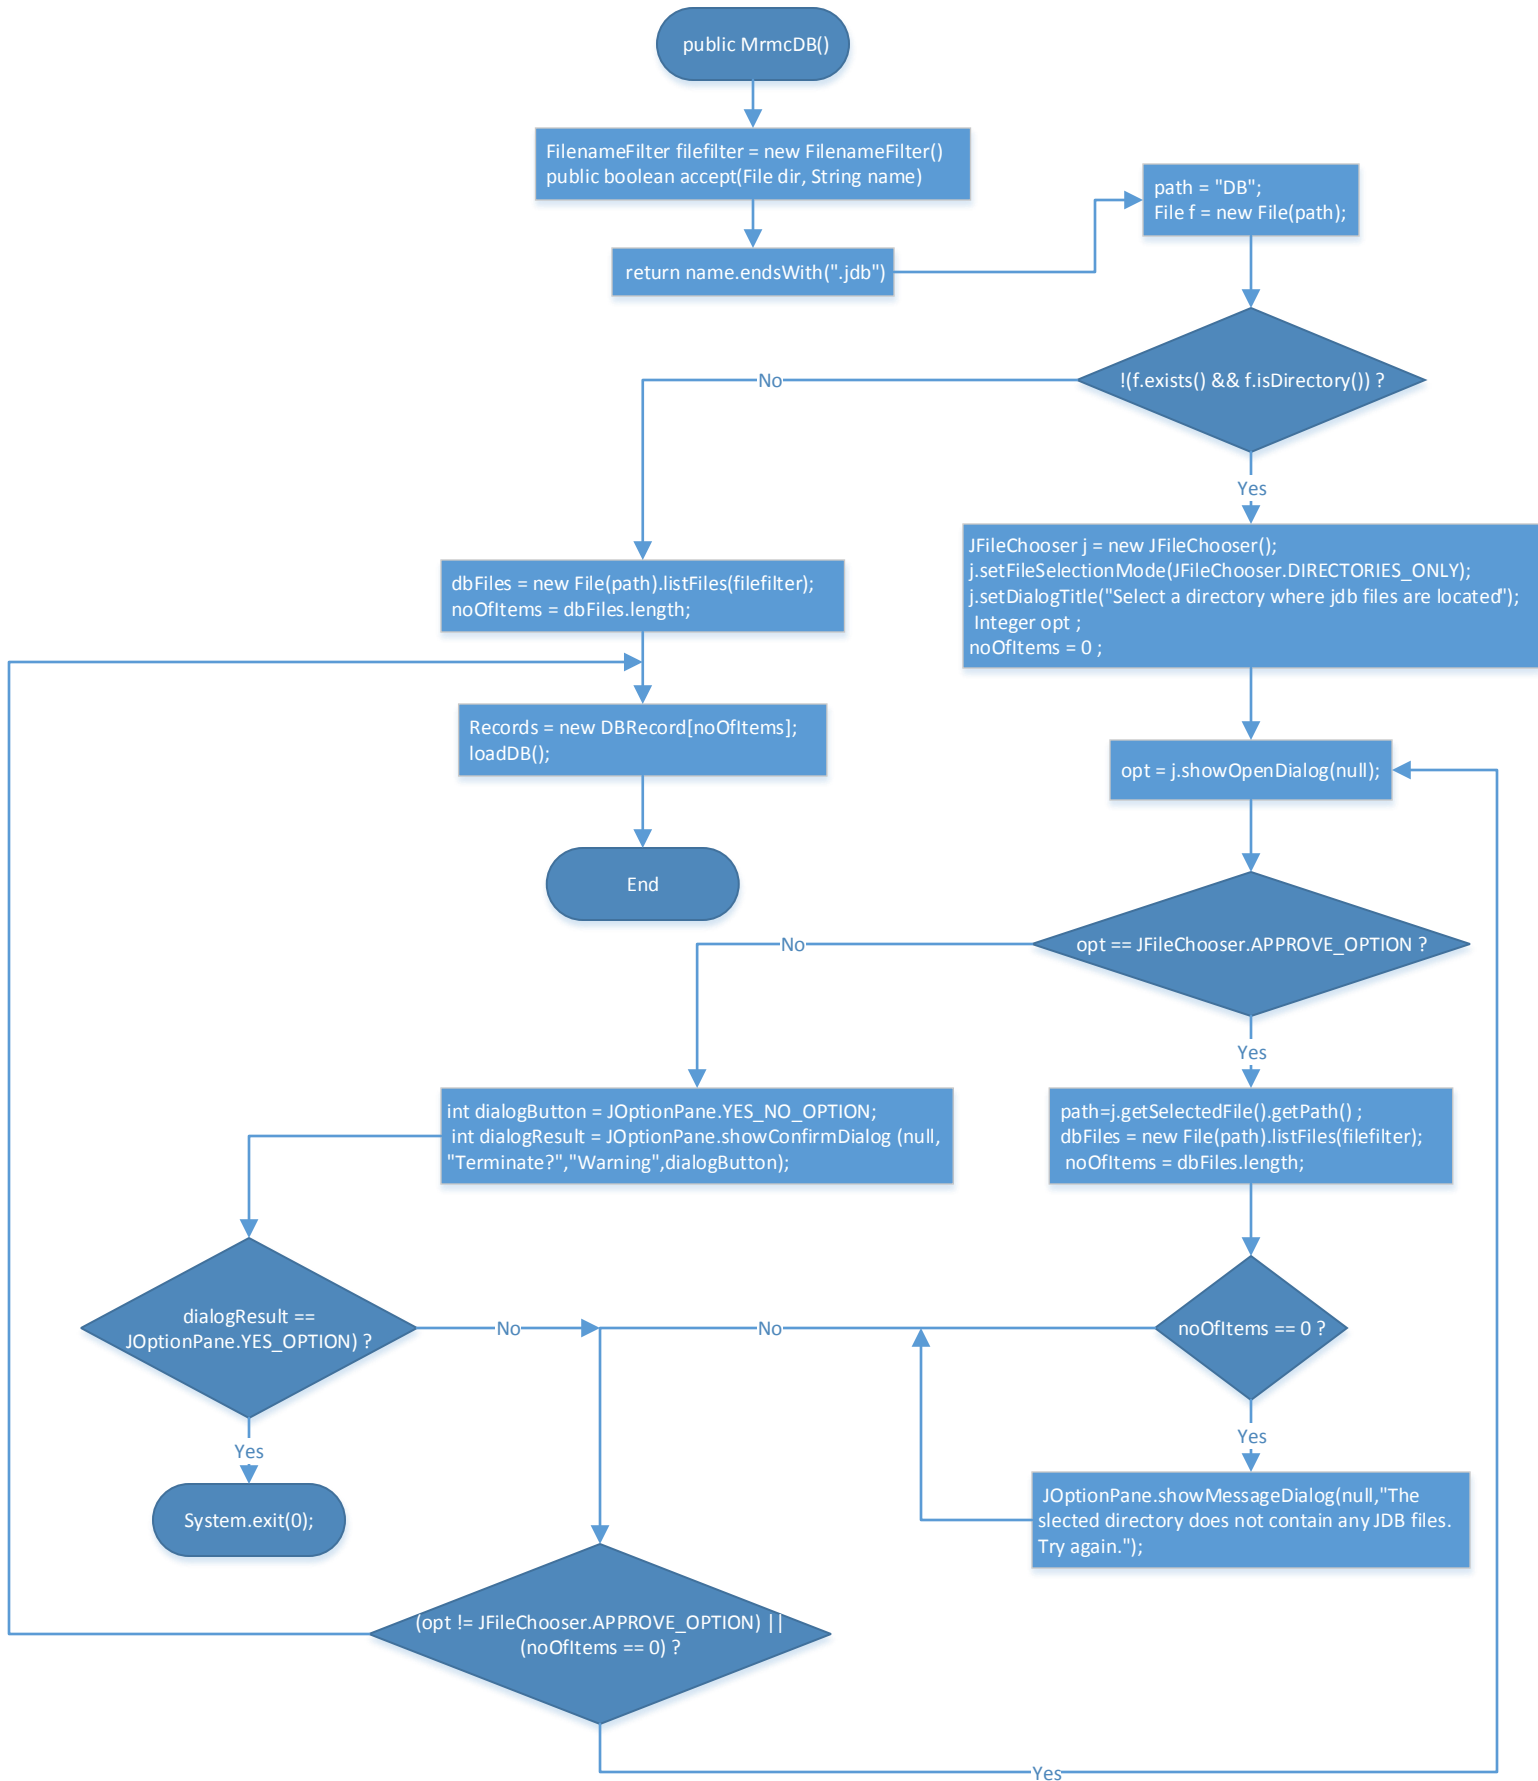 public MrmcDB()
FilenameFilter filefilter = new FilenameFilter()
public boolean accept(File dir, String name)
return name.endsWith(".jdb")
path = "DB";
File f = new File(path);
!(f.exists() && f.isDirectory()) ?
No
Yes
dbFiles = new File(path).listFiles(filefilter);
noOfItems = dbFiles.length;
JFileChooser j = new JFileChooser();
j.setFileSelectionMode(JFileChooser.DIRECTORIES_ONLY);
j.setDialogTitle("Select a directory where jdb files are located");
Integer opt ;
noOfItems = 0 ;
Records = new DBRecord[noOfItems];
loadDB();
End
opt = j.showOpenDialog(null);
opt == JFileChooser.APPROVE_OPTION ?
No
Yes
int dialogButton = JOptionPane.YES_NO_OPTION;
int dialogResult = JOptionPane.showConfirmDialog (null,
"Terminate?","Warning",dialogButton);
path=j.getSelectedFile().getPath() ;
dbFiles = new File(path).listFiles(filefilter);
noOfItems = dbFiles.length;
dialogResult ==
JOptionPane.YES_OPTION) ?
No
No
noOfItems == 0 ?
Yes
Yes
System.exit(0);
JOptionPane.showMessageDialog(null,"The
slected directory does not contain any JDB files.
Try again.");
(opt != JFileChooser.APPROVE_OPTION) ||
(noOfItems == 0) ?
Yes